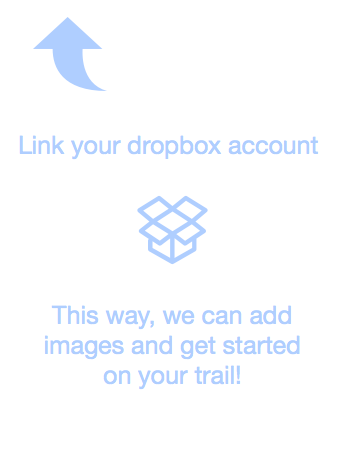 Link your dropbox account
This way, we can add
images and get started
on your trail!